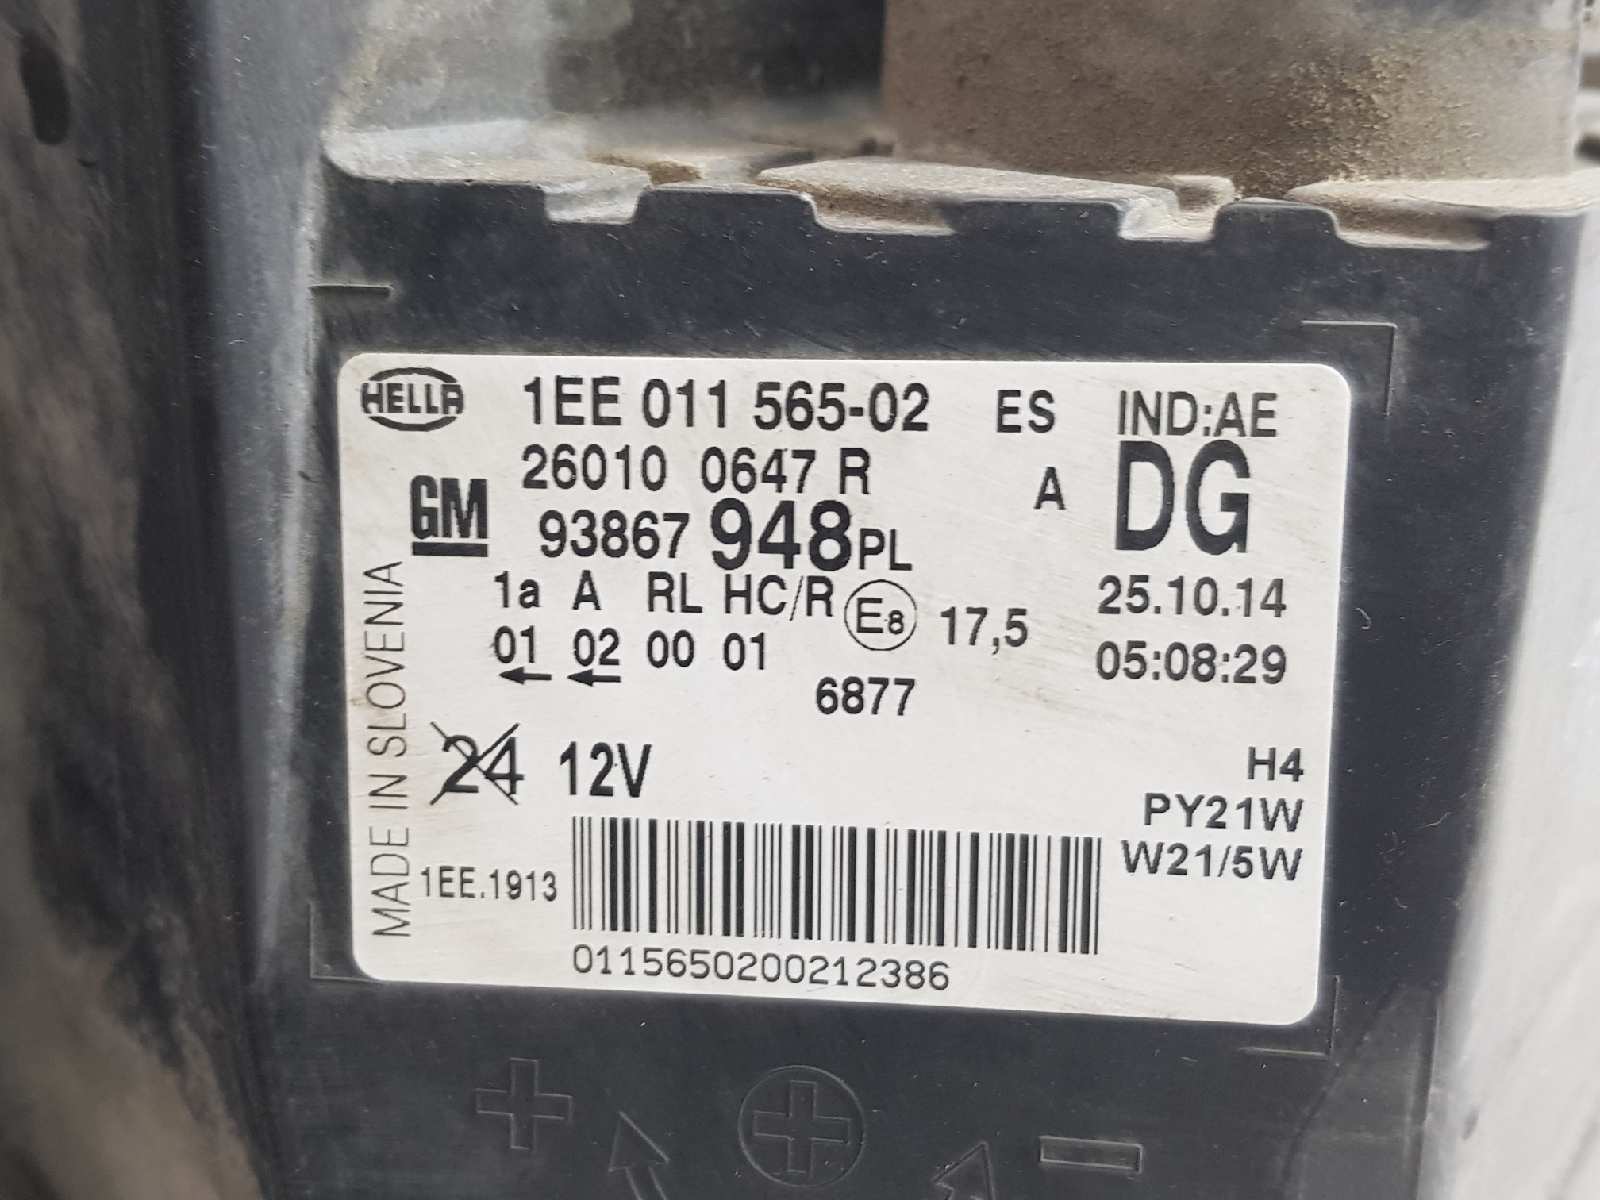 HELLA 1EE 011 565-02 ES IND:AE
26010 0647 R A DG
GM 93867 948PL
1a A RL HC/R E8 17,5 25.10.14
01 02 00 01 05:08:29
6877
24 12V H4
PY21W
W21/5W
MADE IN SLOVENIA
1EE.1913
0115650200212386